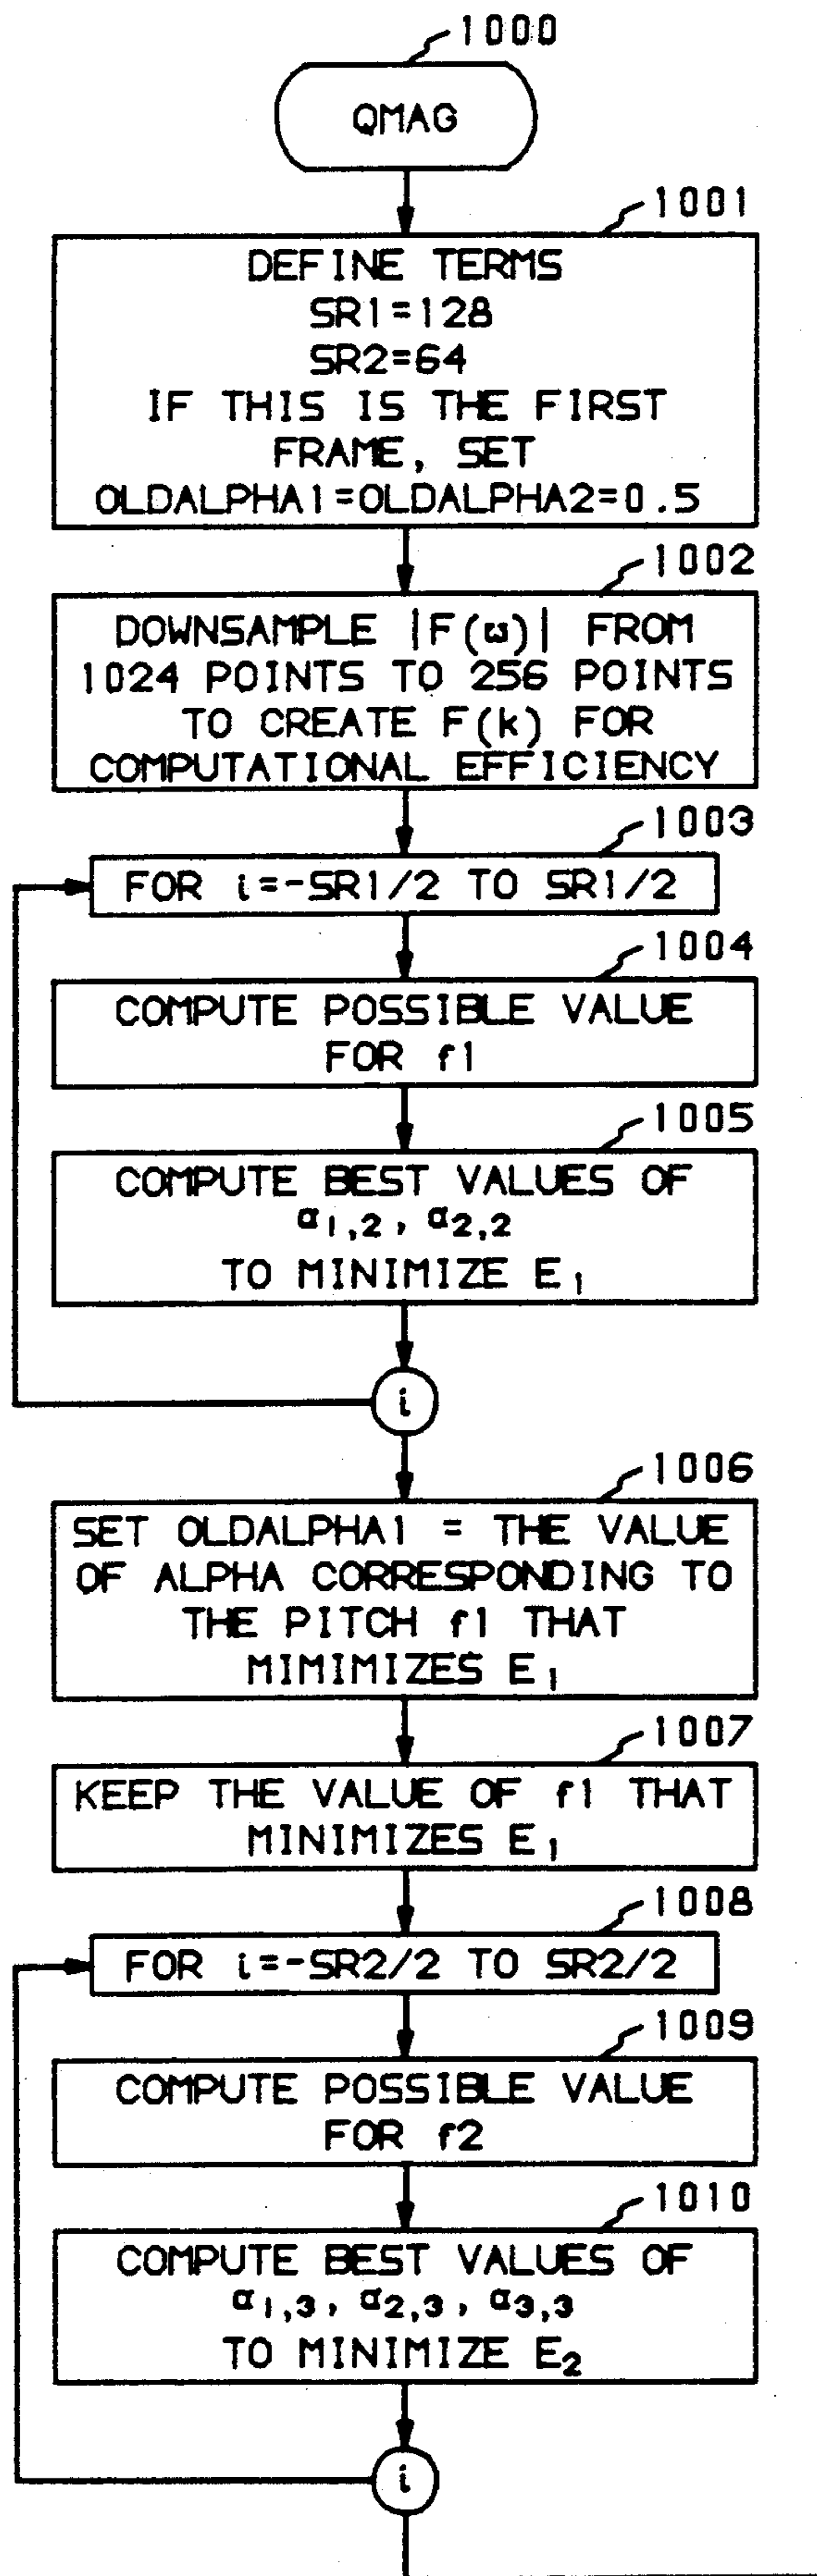 1000
QMAG
1001
DEFINE TERMS
SR1=128
SR2=64
IF THIS IS THE FIRST
FRAME, SET
OLDALPHA1=OLDALPHA2=0.5
1002
DOWNSAMPLE |F(ω)| FROM
1024 POINTS TO 256 POINTS
TO CREATE F(k) FOR
COMPUTATIONAL EFFICIENCY
1003
FOR i=-SR1/2 TO SR1/2
1004
COMPUTE POSSIBLE VALUE
FOR f1
1005
COMPUTE BEST VALUES OF
α1,2, α2,2
TO MINIMIZE E1
i
1006
SET OLDALPHA1 = THE VALUE
OF ALPHA CORRESPONDING TO
THE PITCH f1 THAT
MIMIMIZES E1
1007
KEEP THE VALUE OF f1 THAT
MINIMIZES E1
1008
FOR i=-SR2/2 TO SR2/2
1009
COMPUTE POSSIBLE VALUE
FOR f2
1010
COMPUTE BEST VALUES OF
α1,3, α2,3, α3,3
TO MINIMIZE E2
i